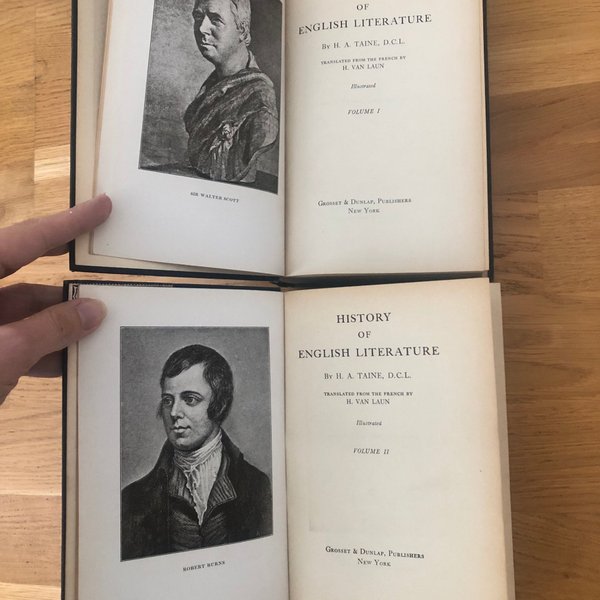 OF
ENGLISH LITERATURE
By H. A. TAINE, D.C.L.
TRANSLATED FROM THE FRENCH BY
H. VAN LAUN
Illustrated
VOLUME I
SIR WALTER SCOTT
Grosset & Dunlap, Publishers
New York
HISTORY
OF
ENGLISH LITERATURE
By H. A. TAINE, D.C.L.
TRANSLATED FROM THE FRENCH BY
H. VAN LAUN
Illustrated
VOLUME II
ROBERT BURNS
Grosset & Dunlap, Publishers
New York